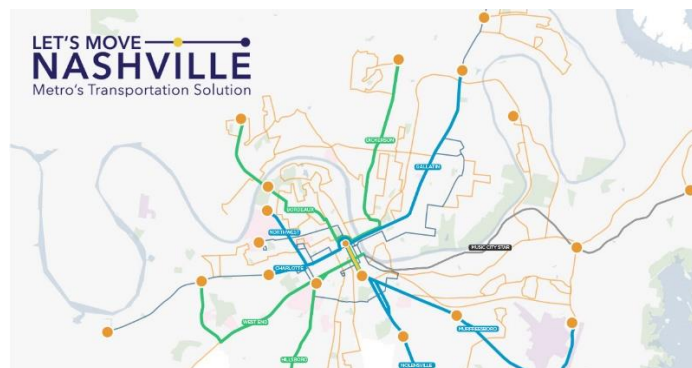 LET'S MOVE
NASHVILLE
Metro's Transportation Solution
DICKERSON
GALLATIN
BORDEAUX
NORTHWEST
MUSIC CITY STAR
CHARLOTTE
WEST END
MURFREESBORO
HILLSBORO
NOLENSVILLE